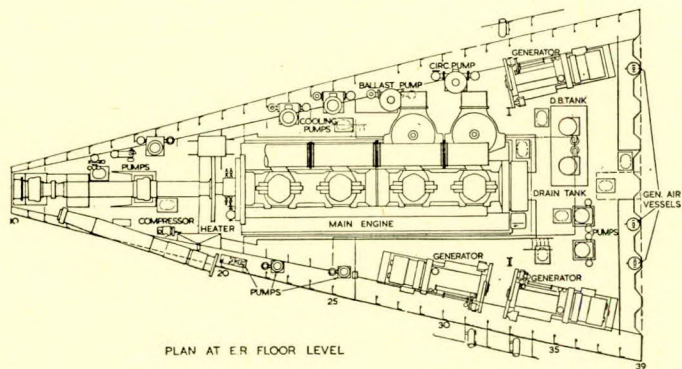 GENERATOR
CIRC PUMP
BALLAST PUMP
D.B.TANK
COOLING PUMPS
PUMPS
DRAIN TANK
GEN. AIR VESSELS
10
COMPRESSOR
HEATER
MAIN ENGINE
PUMPS
GENERATOR
I
I
20
PUMPS
25
GENERATOR
30
35
39
PLAN AT E.R FLOOR LEVEL